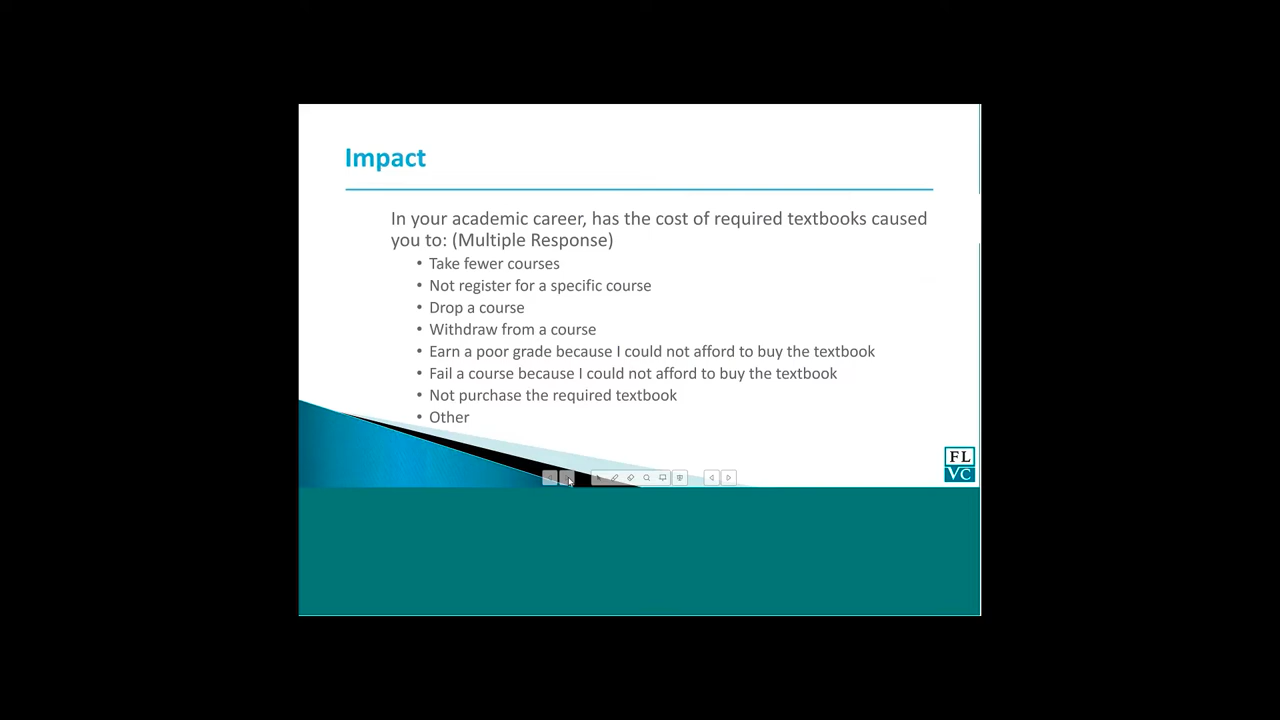 Impact
In your academic career, has the cost of required textbooks caused
you to: (Multiple Response)
• Take fewer courses
• Not register for a specific course
• Drop a course
• Withdraw from a course
• Earn a poor grade because I could not afford to buy the textbook
• Fail a course because I could not afford to buy the textbook
• Not purchase the required textbook
• Other
FL
VC